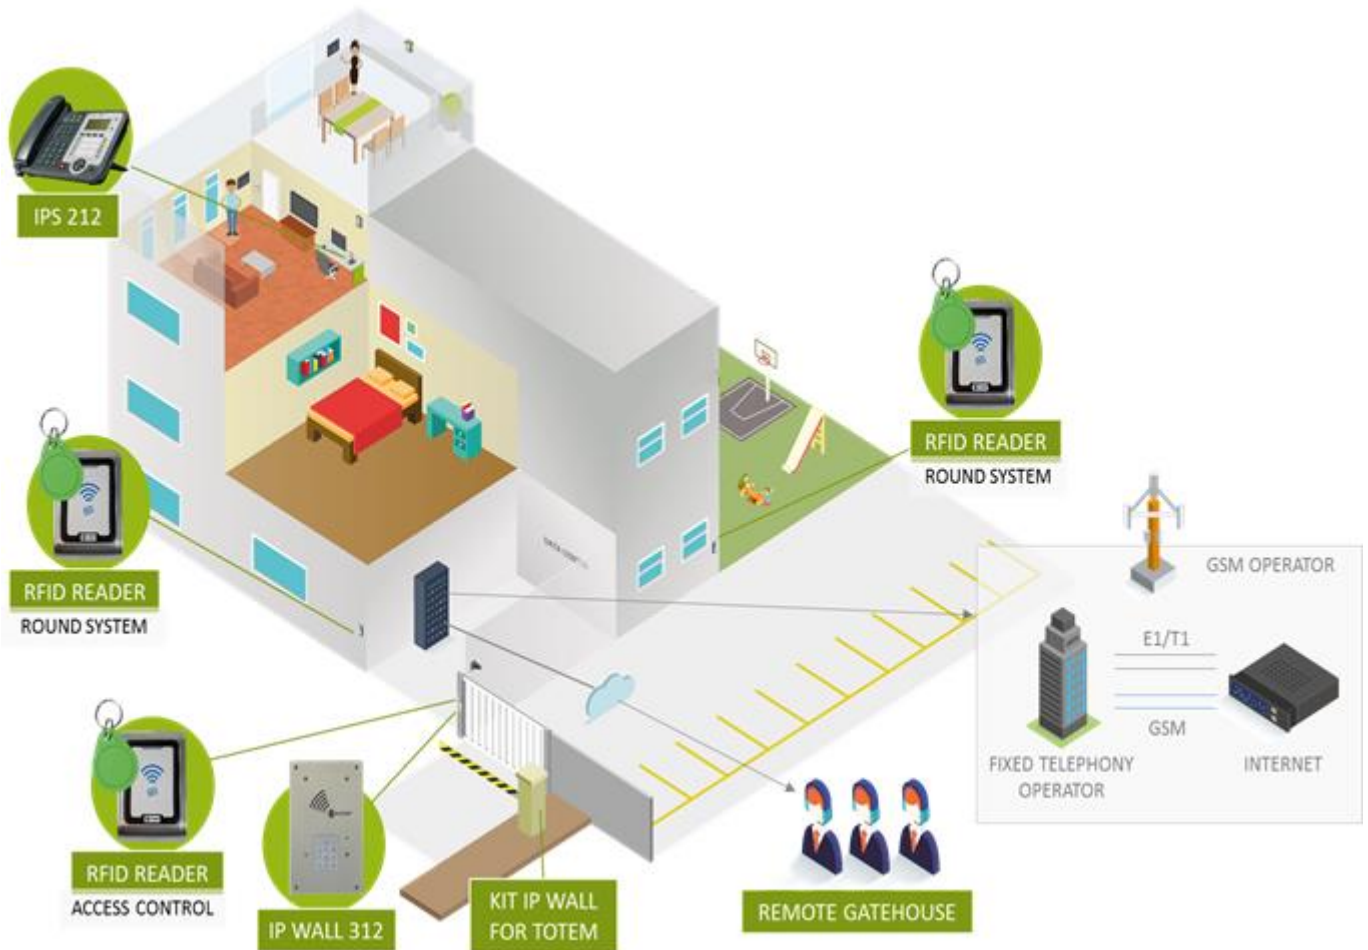 IPS 212
RFID READER
ROUND SYSTEM
RFID READER
ROUND SYSTEM
GSM OPERATOR
E1/T1
GSM
FIXED TELEPHONY
OPERATOR
INTERNET
RFID READER
ACCESS CONTROL
IP WALL 312
KIT IP WALL
FOR TOTEM
REMOTE GATEHOUSE